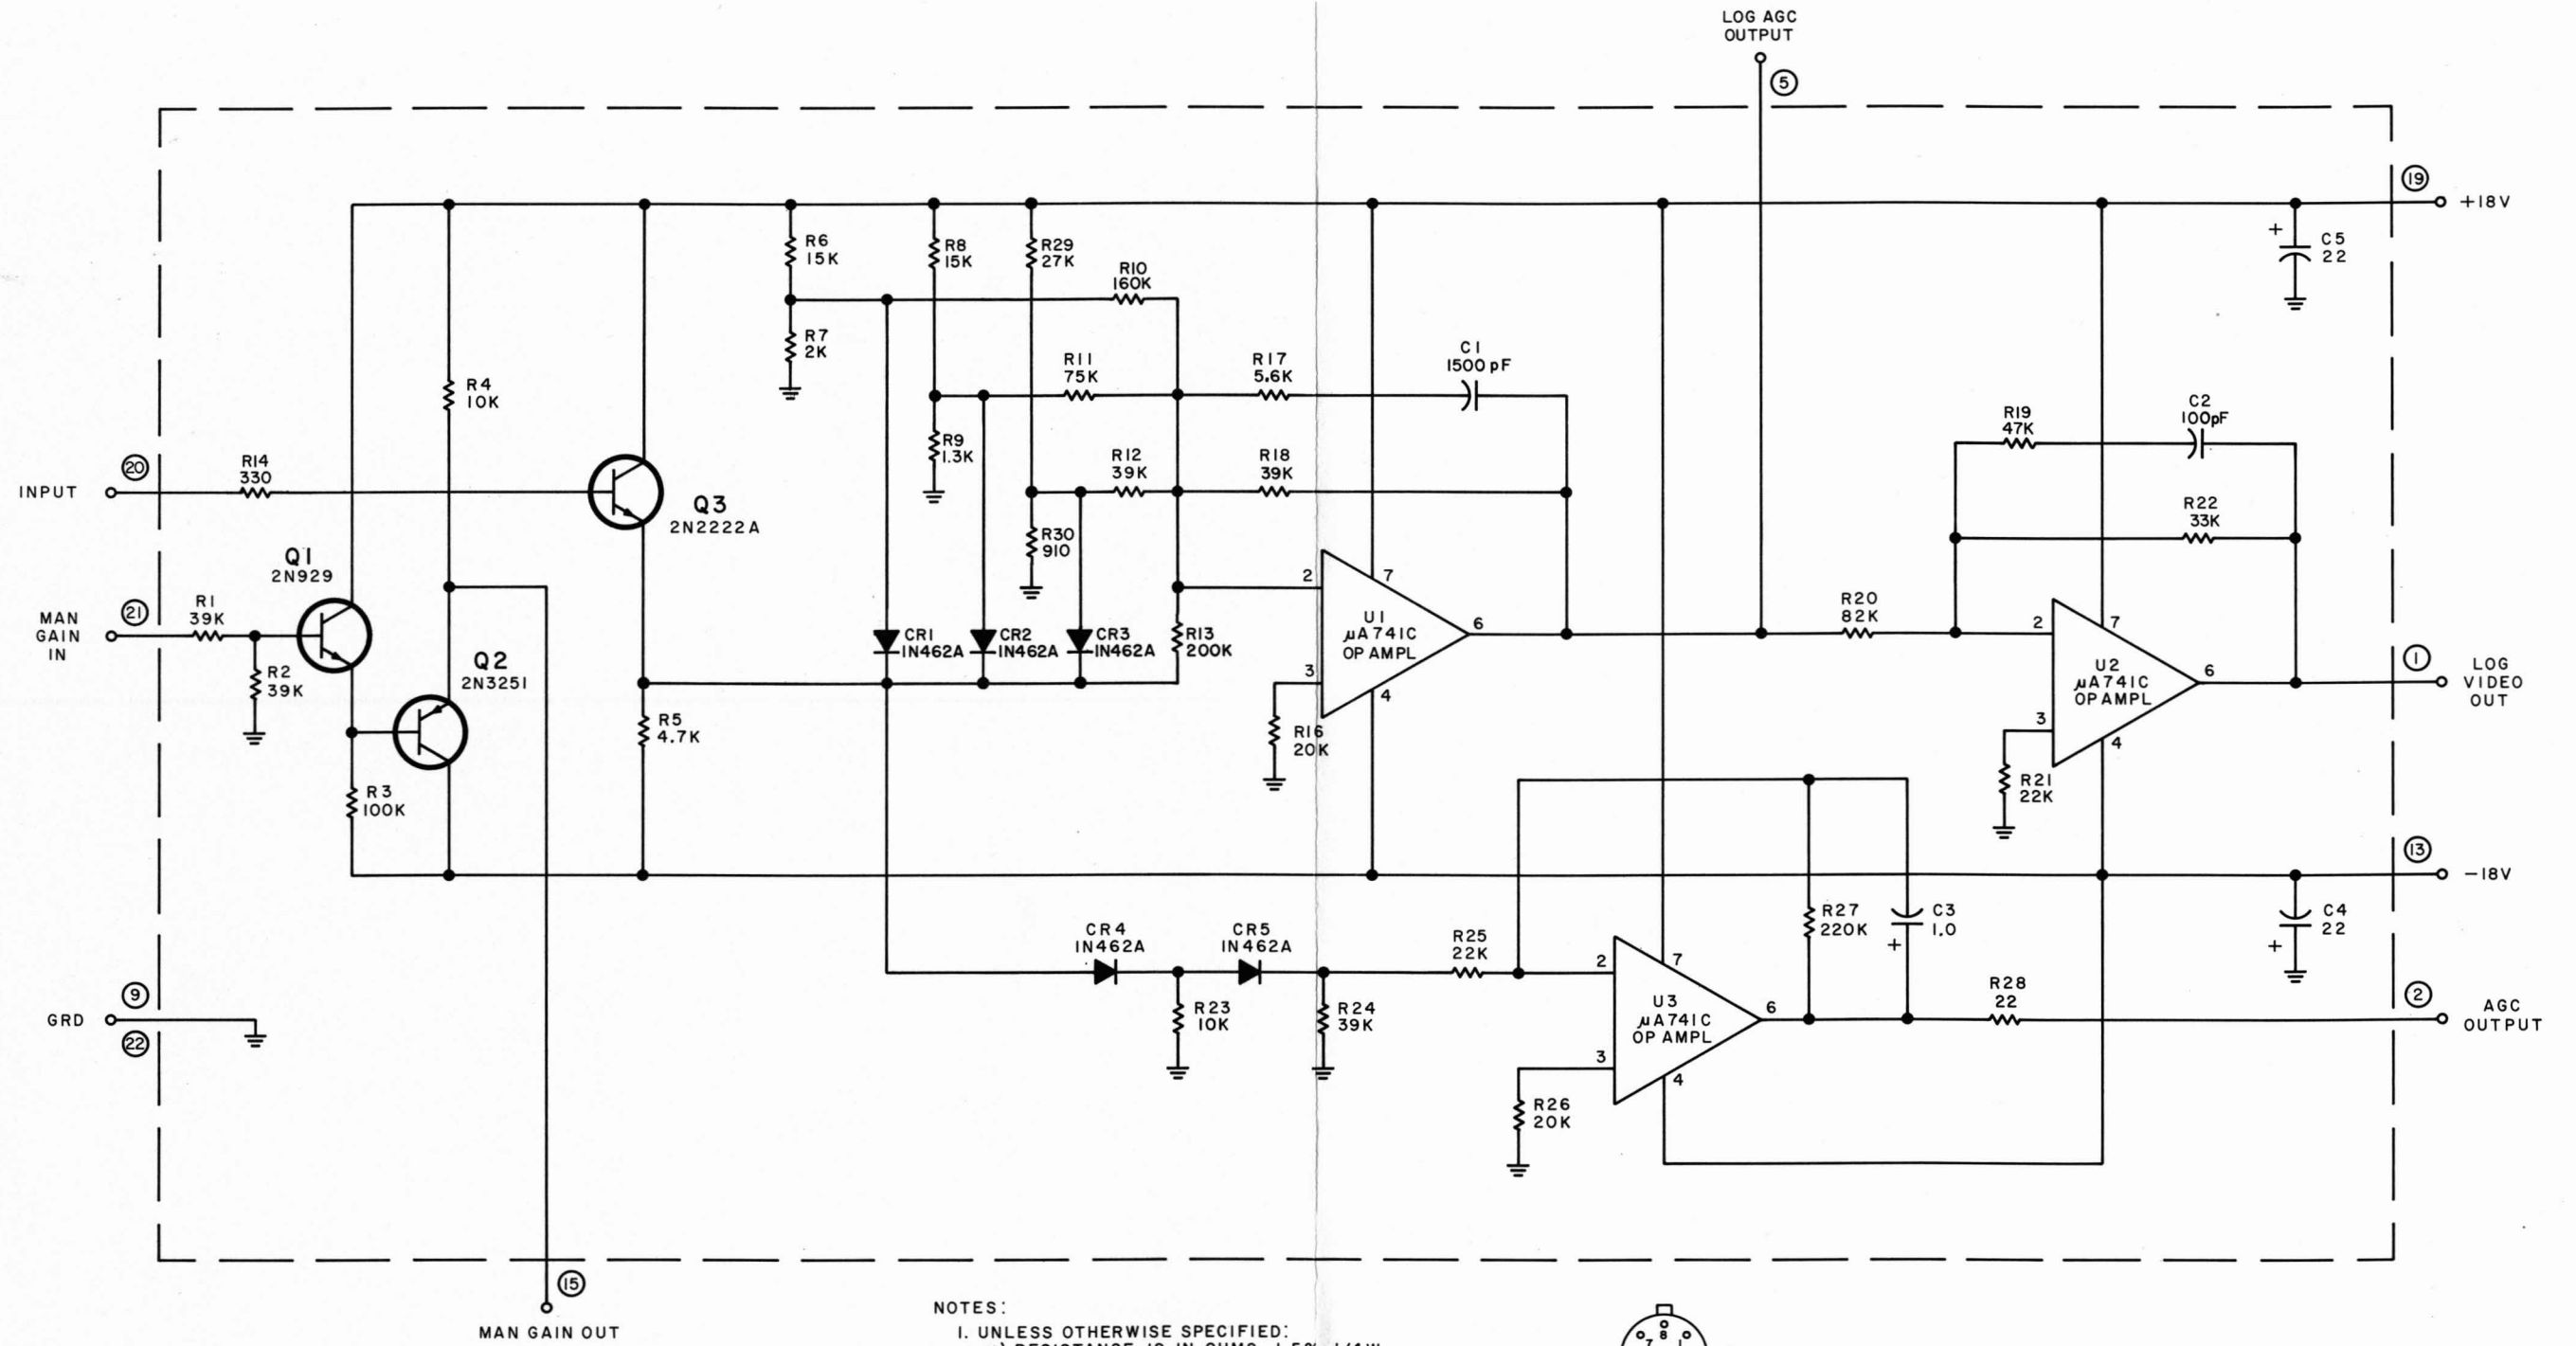 LOG AGC
OUTPUT
5
19
+18V
R6
15K
R8
15K
R29
27K
R10
160K
+
C5
22
R7
2K
R11
75K
R17
5.6K
C1
1500 pF
R4
10K
R9
1.3K
R12
39K
R18
39K
R19
47K
C2
100pF
20
INPUT
R14
330
Q3
2N2222A
R30
910
R22
33K
Q1
2N929
2
7
U1
µA741C
OP AMPL
6
3
4
MAN
GAIN
IN
21
R1
39K
R2
39K
Q2
2N3251
CR1
1N462A
CR2
1N462A
CR3
1N462A
R13
200K
R20
82K
2
7
U2
µA741C
OP AMPL
6
3
4
1
LOG
VIDEO
OUT
R5
4.7K
R16
20K
R21
22K
R3
100K
13
-18V
CR4
1N462A
CR5
1N462A
R25
22K
R27
220K
C3
1.0
+
C4
22
+
9
GRD
22
R23
10K
R24
39K
2
7
U3
µA741C
OP AMPL
6
3
4
R28
22
2
AGC
OUTPUT
R26
20K
15
MAN GAIN OUT
NOTES:
1. UNLESS OTHERWISE SPECIFIED:
8
7
1